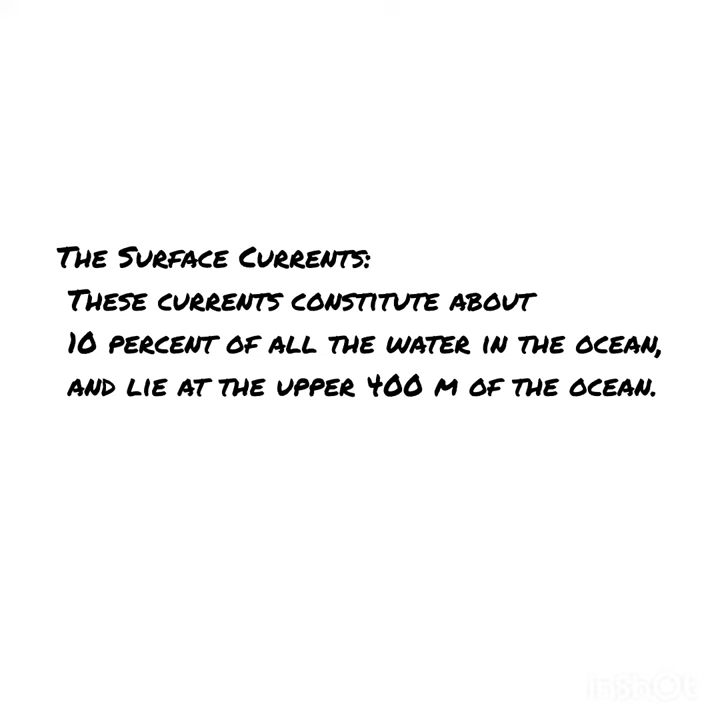 The Surface Currents:
These currents constitute about
10 percent of all the water in the ocean,
and lie at the upper 400 m of the ocean.
InShOt